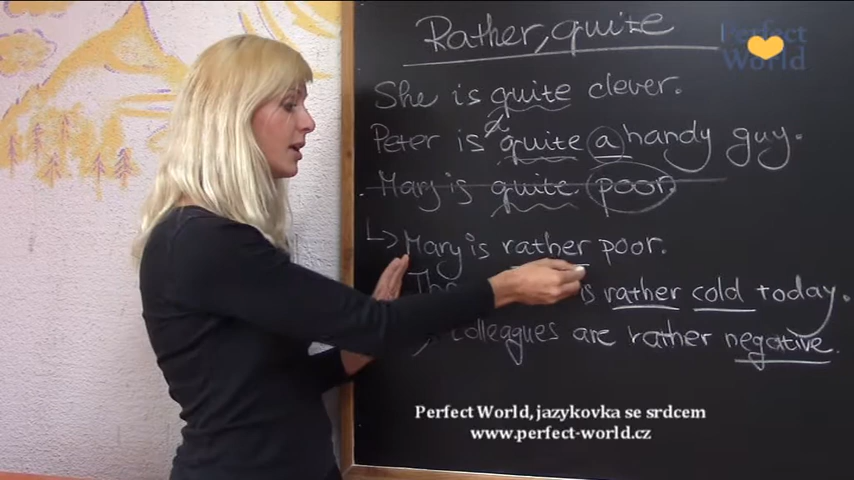 Rather, quite
Perfect World
She is quite clever.
Peter is quite a handy guy.
Mary is quite poor
Mary is rather poor.
is rather cold today.
colleagues are rather negative
Perfect World, jazykovka se srdcem
www.perfect-world.cz